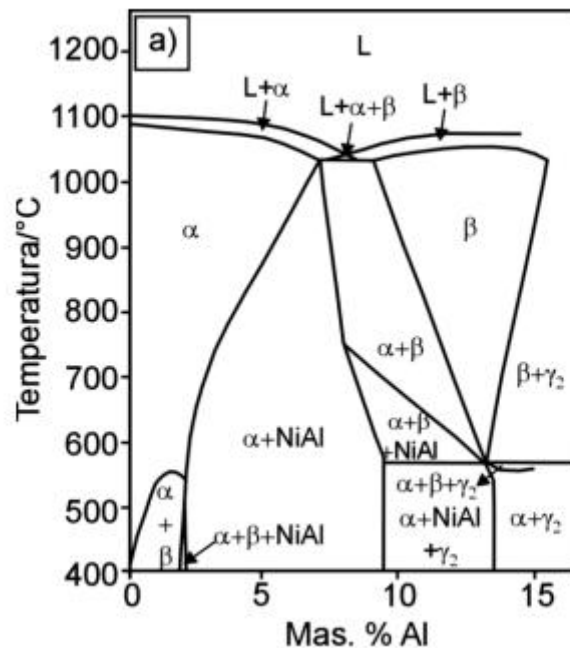 a)
L
1200
L+α
L+α+β
L+β
1100
1000
α
β
900
800
700
α+β
β+γ₂
600
α+NiAl
α+β
+NiAl
500
α
+
β
α+β+γ₂
α+NiAl
+γ₂
α+γ₂
α+β+NiAl
400
0
5
10
15
Temperatura/°C
Mas. % Al